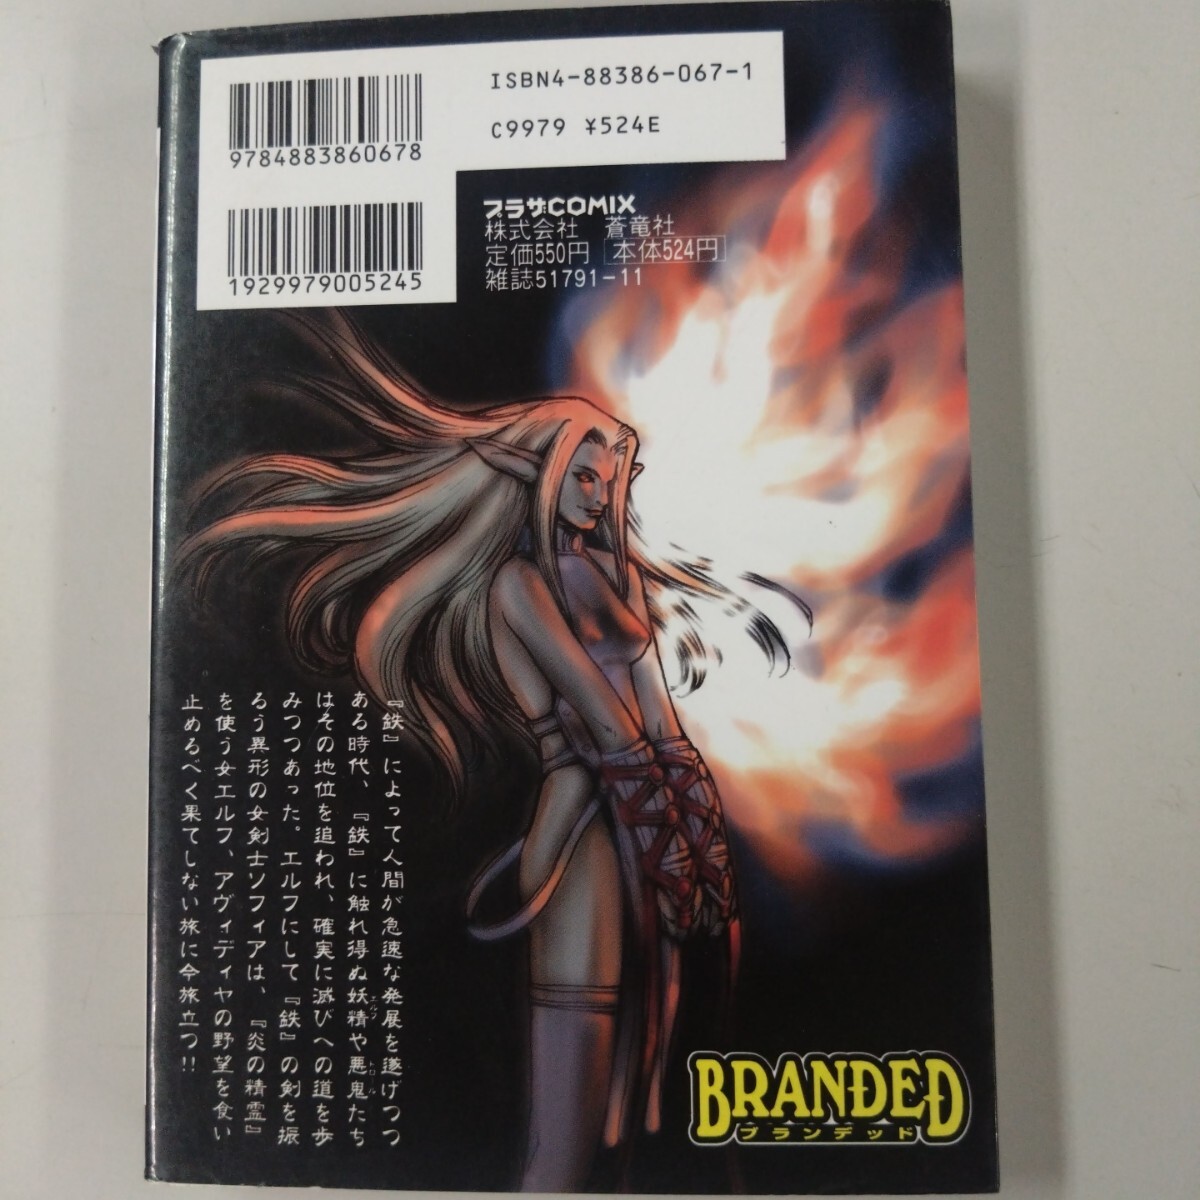 ISBN4-88386-067-1
C9979 ¥524E
9784883860678
1929979005245
プラザCOMIX
株式会社 蒼竜社
定価550円 本体524円
雑誌51791-11
『鉄』によって人間が急速な発展を遂げつつ
ある時代、『鉄』に触れ得ぬ妖精や悪鬼たち
エルフ
トロール
はその地位を追われ、確実に滅びへの道を歩
みつつあった。エルフにして『鉄』の剣を振
るう異形の女剣士ソフィアは、『炎の精霊』
を使う女エルフ、アヴィディヤの野望を食い
止めるべく果てしない旅に今旅立つ!!
BRANDED
ブランデッド